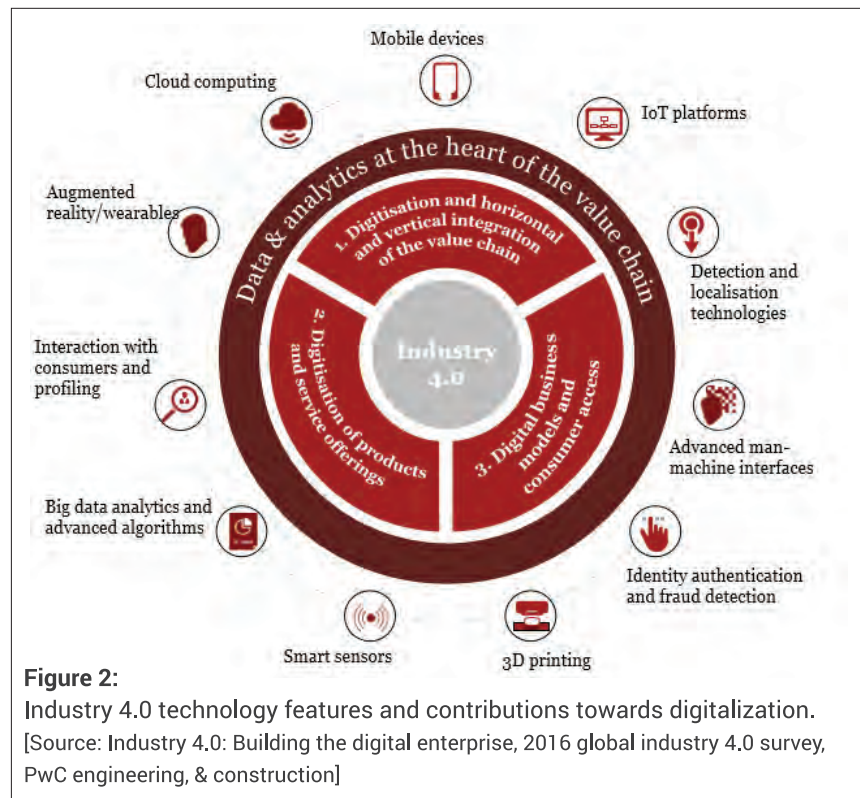 Mobile devices
Cloud computing
IoT platforms
Augmented
reality/wearables
Detection and
localisation
technologies
Interaction with
consumers and
profiling
Advanced man-
machine interfaces
Big data analytics and
advanced algorithms
Identity authentication
and fraud detection
Smart sensors
3D printing
Data & analytics at the heart of the value chain
1. Digitisation and horizontal
and vertical integration
of the value chain
2. Digitisation of products
and service offerings
3. Digital business
models and
consumer access
Industry
4.0
Figure 2:
Industry 4.0 technology features and contributions towards digitalization.
[Source: Industry 4.0: Building the digital enterprise, 2016 global industry 4.0 survey,
PwC engineering, & construction]